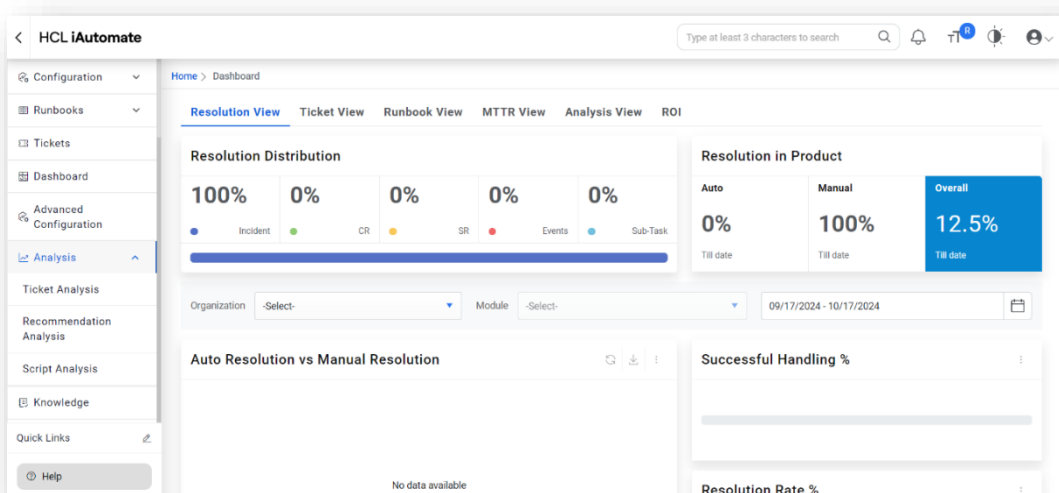 HCL iAutomate
Type at least 3 characters to search
R
Configuration
Runbooks
Tickets
Dashboard
Advanced
Configuration
Analysis
Ticket Analysis
Recommendation
Analysis
Script Analysis
Knowledge
Quick Links
Help
Home > Dashboard
Resolution View Ticket View Runbook View MTTR View Analysis View ROI
Resolution Distribution
100% 0% 0% 0% 0%
Incident CR SR Events Sub-Task
Resolution in Product
Auto Manual Overall
0% 100% 12.5%
Till date Till date Till date
Organization -Select- Module -Select- 09/17/2024 - 10/17/2024
Auto Resolution vs Manual Resolution
No data available
Successful Handling %
Resolution Rate %